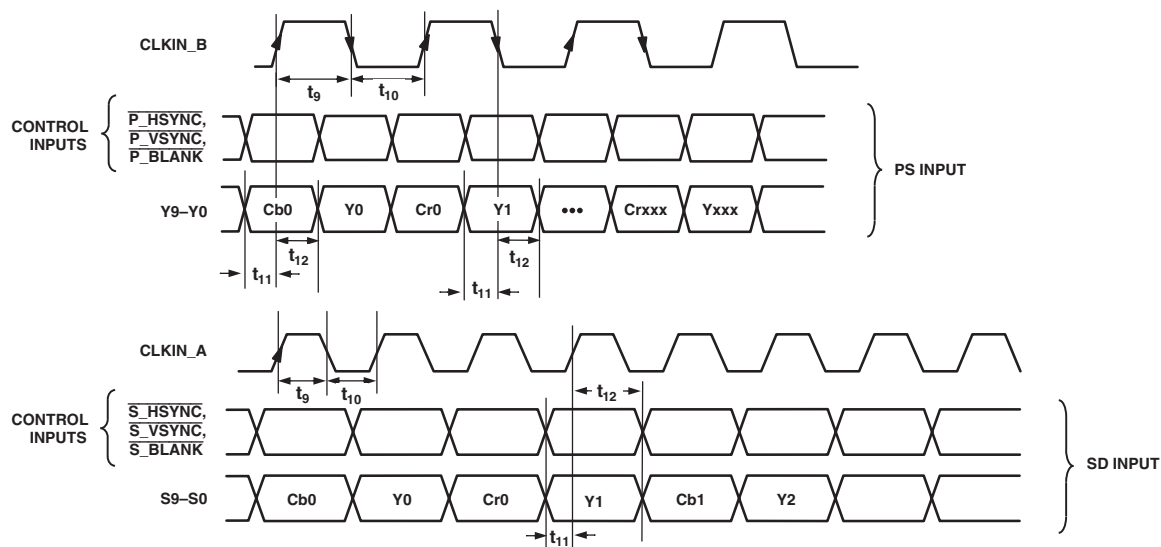 CLKIN_B
t9
t10
CONTROL
INPUTS
P_HSYNC,
P_VSYNC,
P_BLANK
PS INPUT
Y9–Y0
Cb0
Y0
Cr0
Y1
•••
Crxxx
Yxxx
t12
t12
t11
t11
CLKIN_A
t9
t10
t12
CONTROL
INPUTS
S_HSYNC,
S_VSYNC,
S_BLANK
SD INPUT
S9–S0
Cb0
Y0
Cr0
Y1
Cb1
Y2
t11